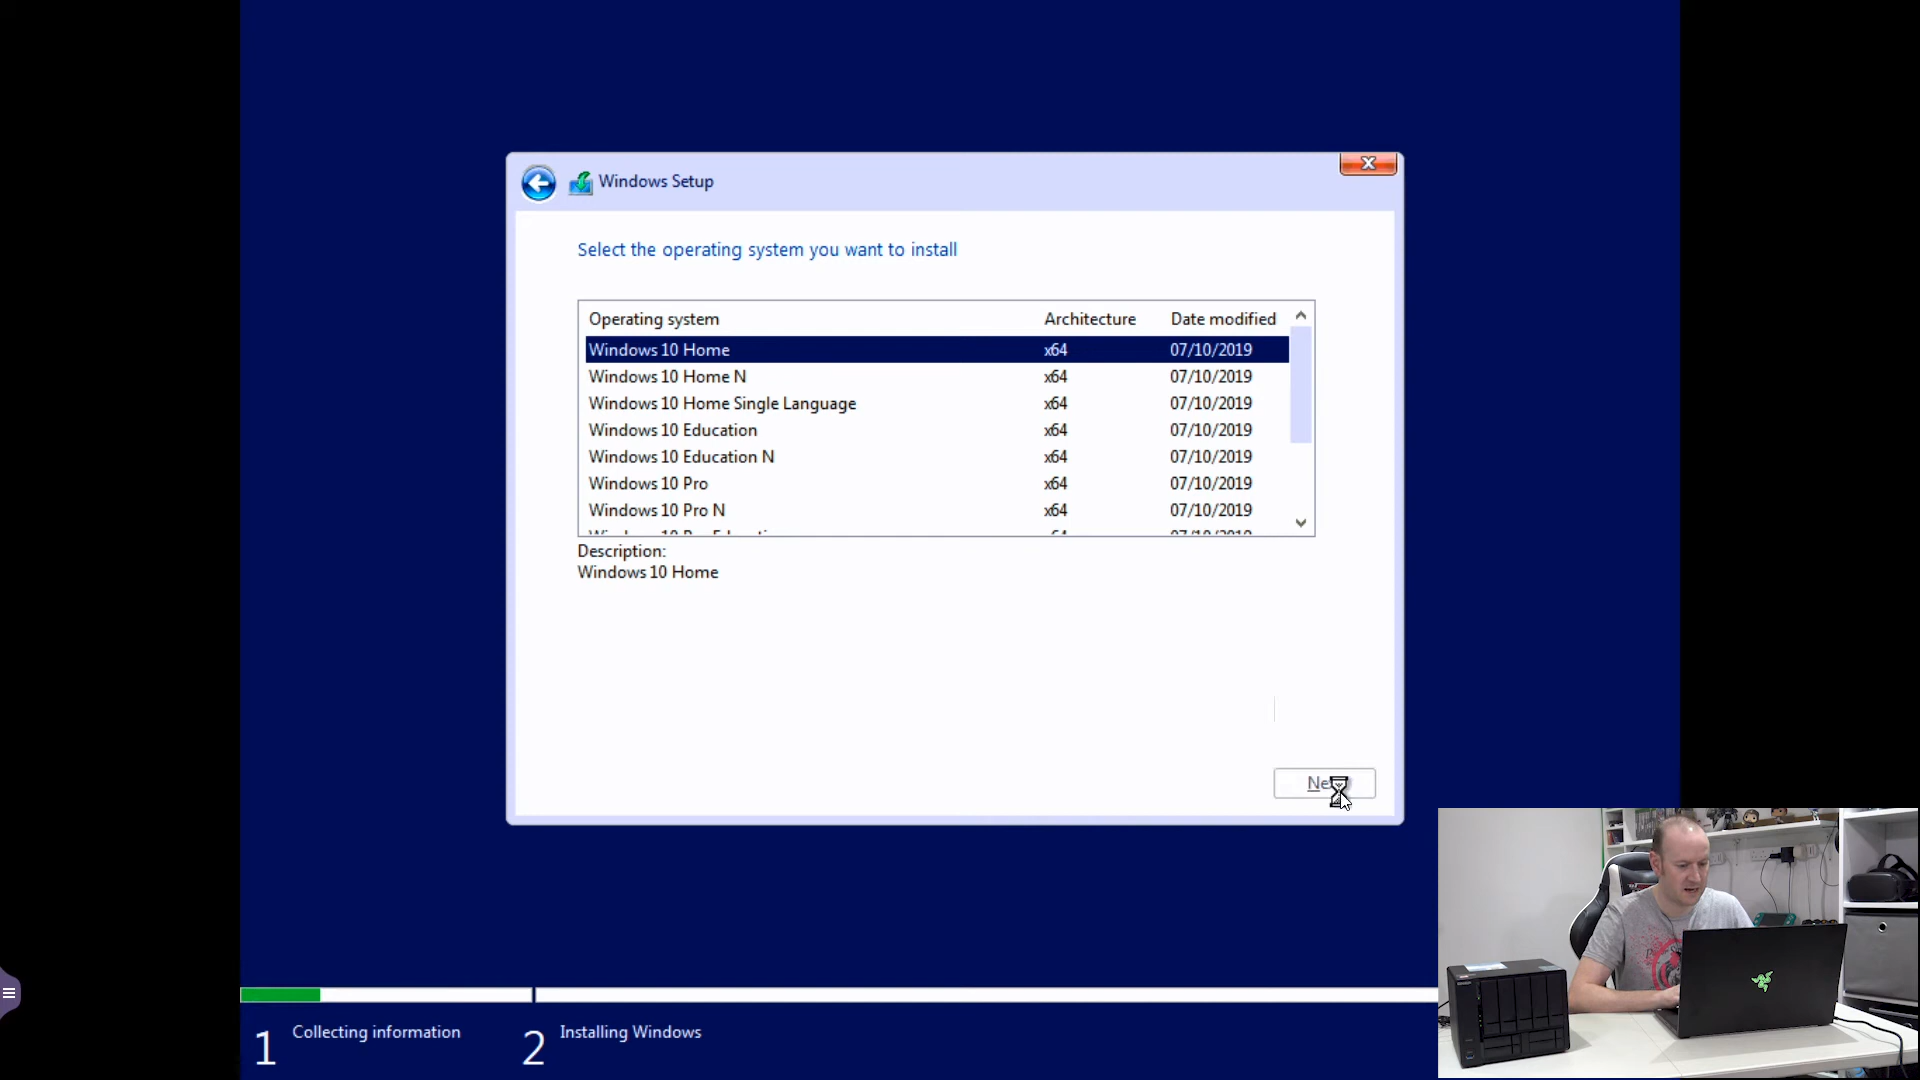 Windows Setup
Select the operating system you want to install
Operating system Architecture Date modified
Windows 10 Home x64 07/10/2019
Windows 10 Home N x64 07/10/2019
Windows 10 Home Single Language x64 07/10/2019
Windows 10 Education x64 07/10/2019
Windows 10 Education N x64 07/10/2019
Windows 10 Pro x64 07/10/2019
Windows 10 Pro N x64 07/10/2019
Description:
Windows 10 Home
1 Collecting information
2 Installing Windows